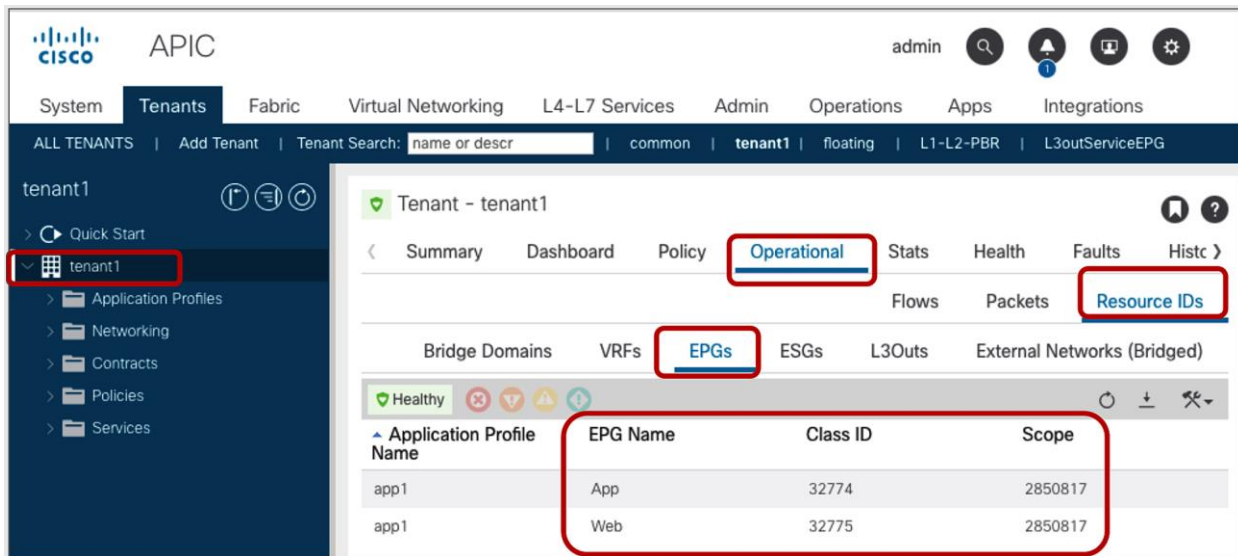 CISCO APIC admin 1
System Tenants Fabric Virtual Networking L4-L7 Services Admin Operations Apps Integrations
ALL TENANTS | Add Tenant | Tenant Search: name or descr | common | tenant1 | floating | L1-L2-PBR | L3outServiceEPG
tenant1
Quick Start
tenant1
Application Profiles
Networking
Contracts
Policies
Services
Tenant - tenant1
Summary Dashboard Policy Operational Stats Health Faults Histc
Flows Packets Resource IDs
Bridge Domains VRFs EPGs ESGs L3Outs External Networks (Bridged)
Healthy
Application Profile Name EPG Name Class ID Scope
app1 App 32774 2850817
app1 Web 32775 2850817